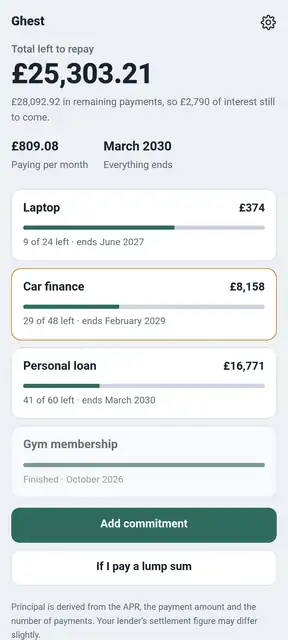 Ghest
Total left to repay
£25,303.21
£28,092.92 in remaining payments, so £2,790 of interest still
to come.
£809.08
March 2030
Paying per month
Everything ends
Laptop
£374
9 of 24 left · ends June 2027
Car finance
£8,158
29 of 48 left · ends February 2029
Personal loan
£16,771
41 of 60 left · ends March 2030
Gym membership
Finished · October 2026
Add commitment
If I pay a lump sum
Principal is derived from the APR, the payment amount and the
number of payments. Your lender's settlement figure may differ
slightly.